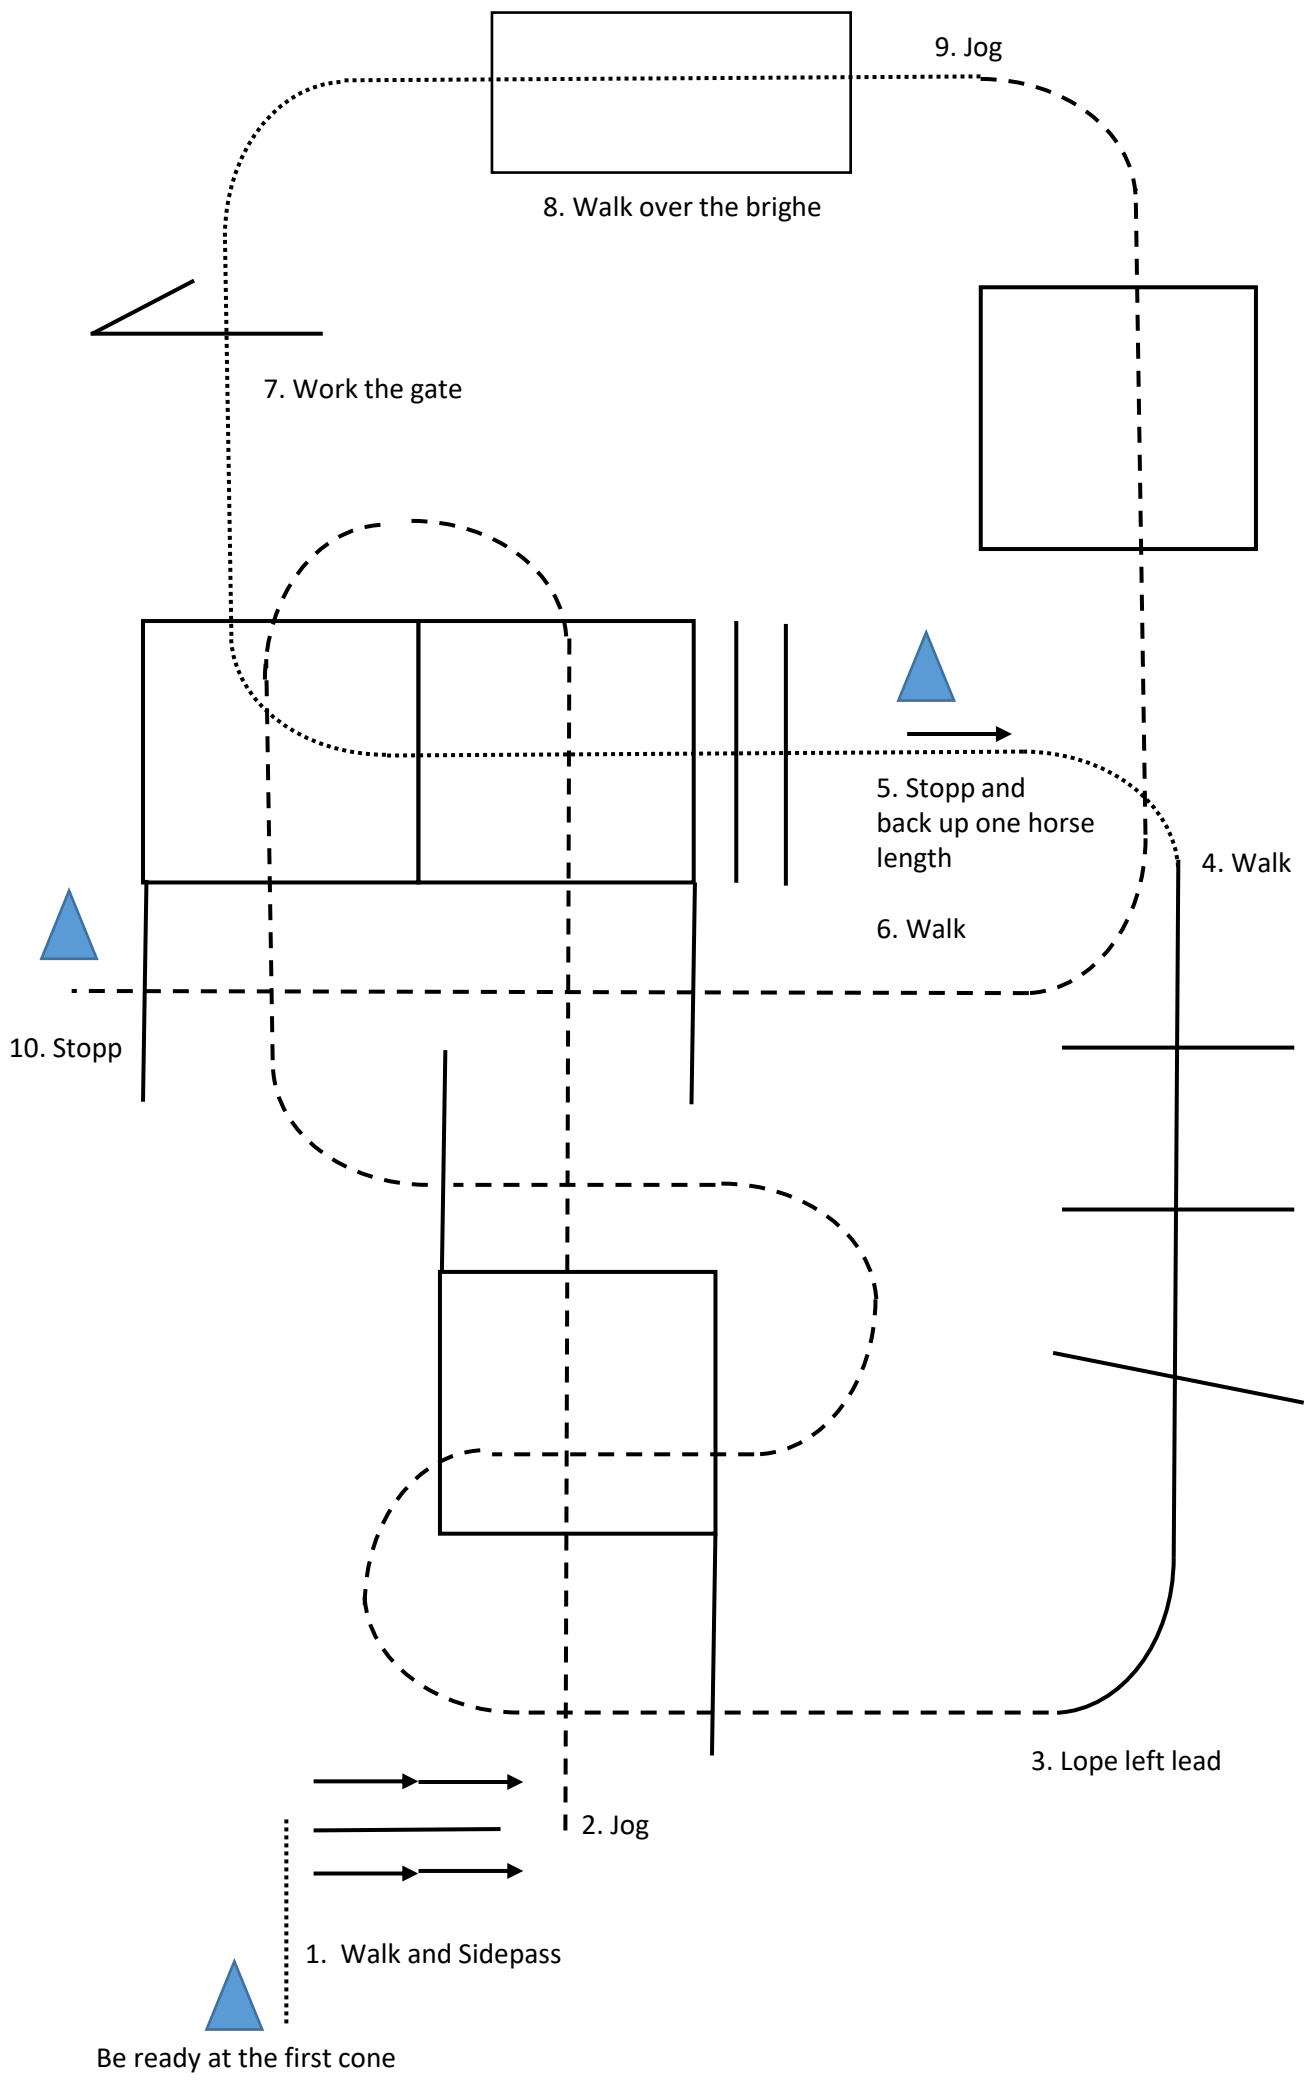 9. Jog
8. Walk over the brighe
7. Work the gate
5. Stopp and
back up one horse
length
4. Walk
6. Walk
10. Stopp
3. Lope left lead
2. Jog
1. Walk and Sidepass
Be ready at the first cone